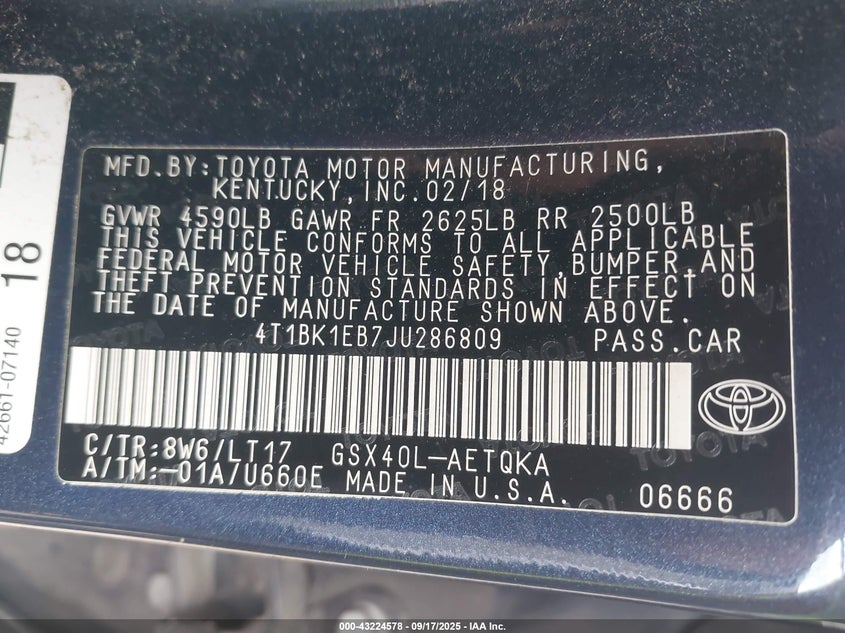 MFD.BY:TOYOTA MOTOR MANUFACTURING,
KENTUCKY,INC.02/18
GVWR 4590LB GAWR FR 2625LB RR 2500LB
THIS VEHICLE CONFORMS TO ALL APPLICABLE
FEDERAL MOTOR VEHICLE SAFETY,BUMPER,AND
THEFT PREVENTION STANDARDS IN EFFECT ON
THE DATE OF MANUFACTURE SHOWN ABOVE.
4T1BK1EB7JU286809 PASS.CAR
C/TR:8W6/LT17 GSX40L-AETQKA
A/TM:-01A/U660E MADE IN U.S.A. 06666
18
42661-07140
TOYOTA
000-43224578 - 09/17/2025 - IAA Inc.